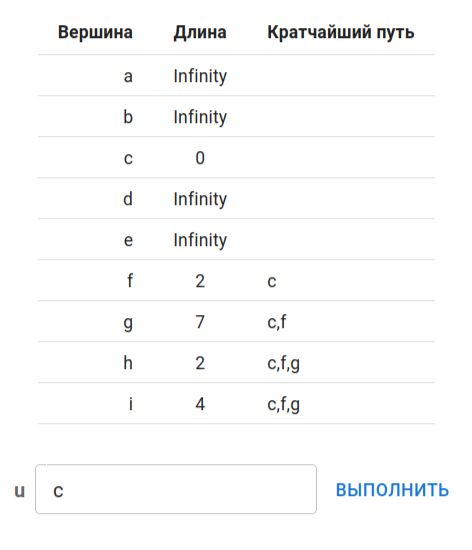 Вершина Длина Кратчайший путь
a Infinity
b Infinity
c 0
d Infinity
e Infinity
f 2 c
g 7 c,f
h 2 c,f,g
i 4 c,f,g
u c ВЫПОЛНИТЬ